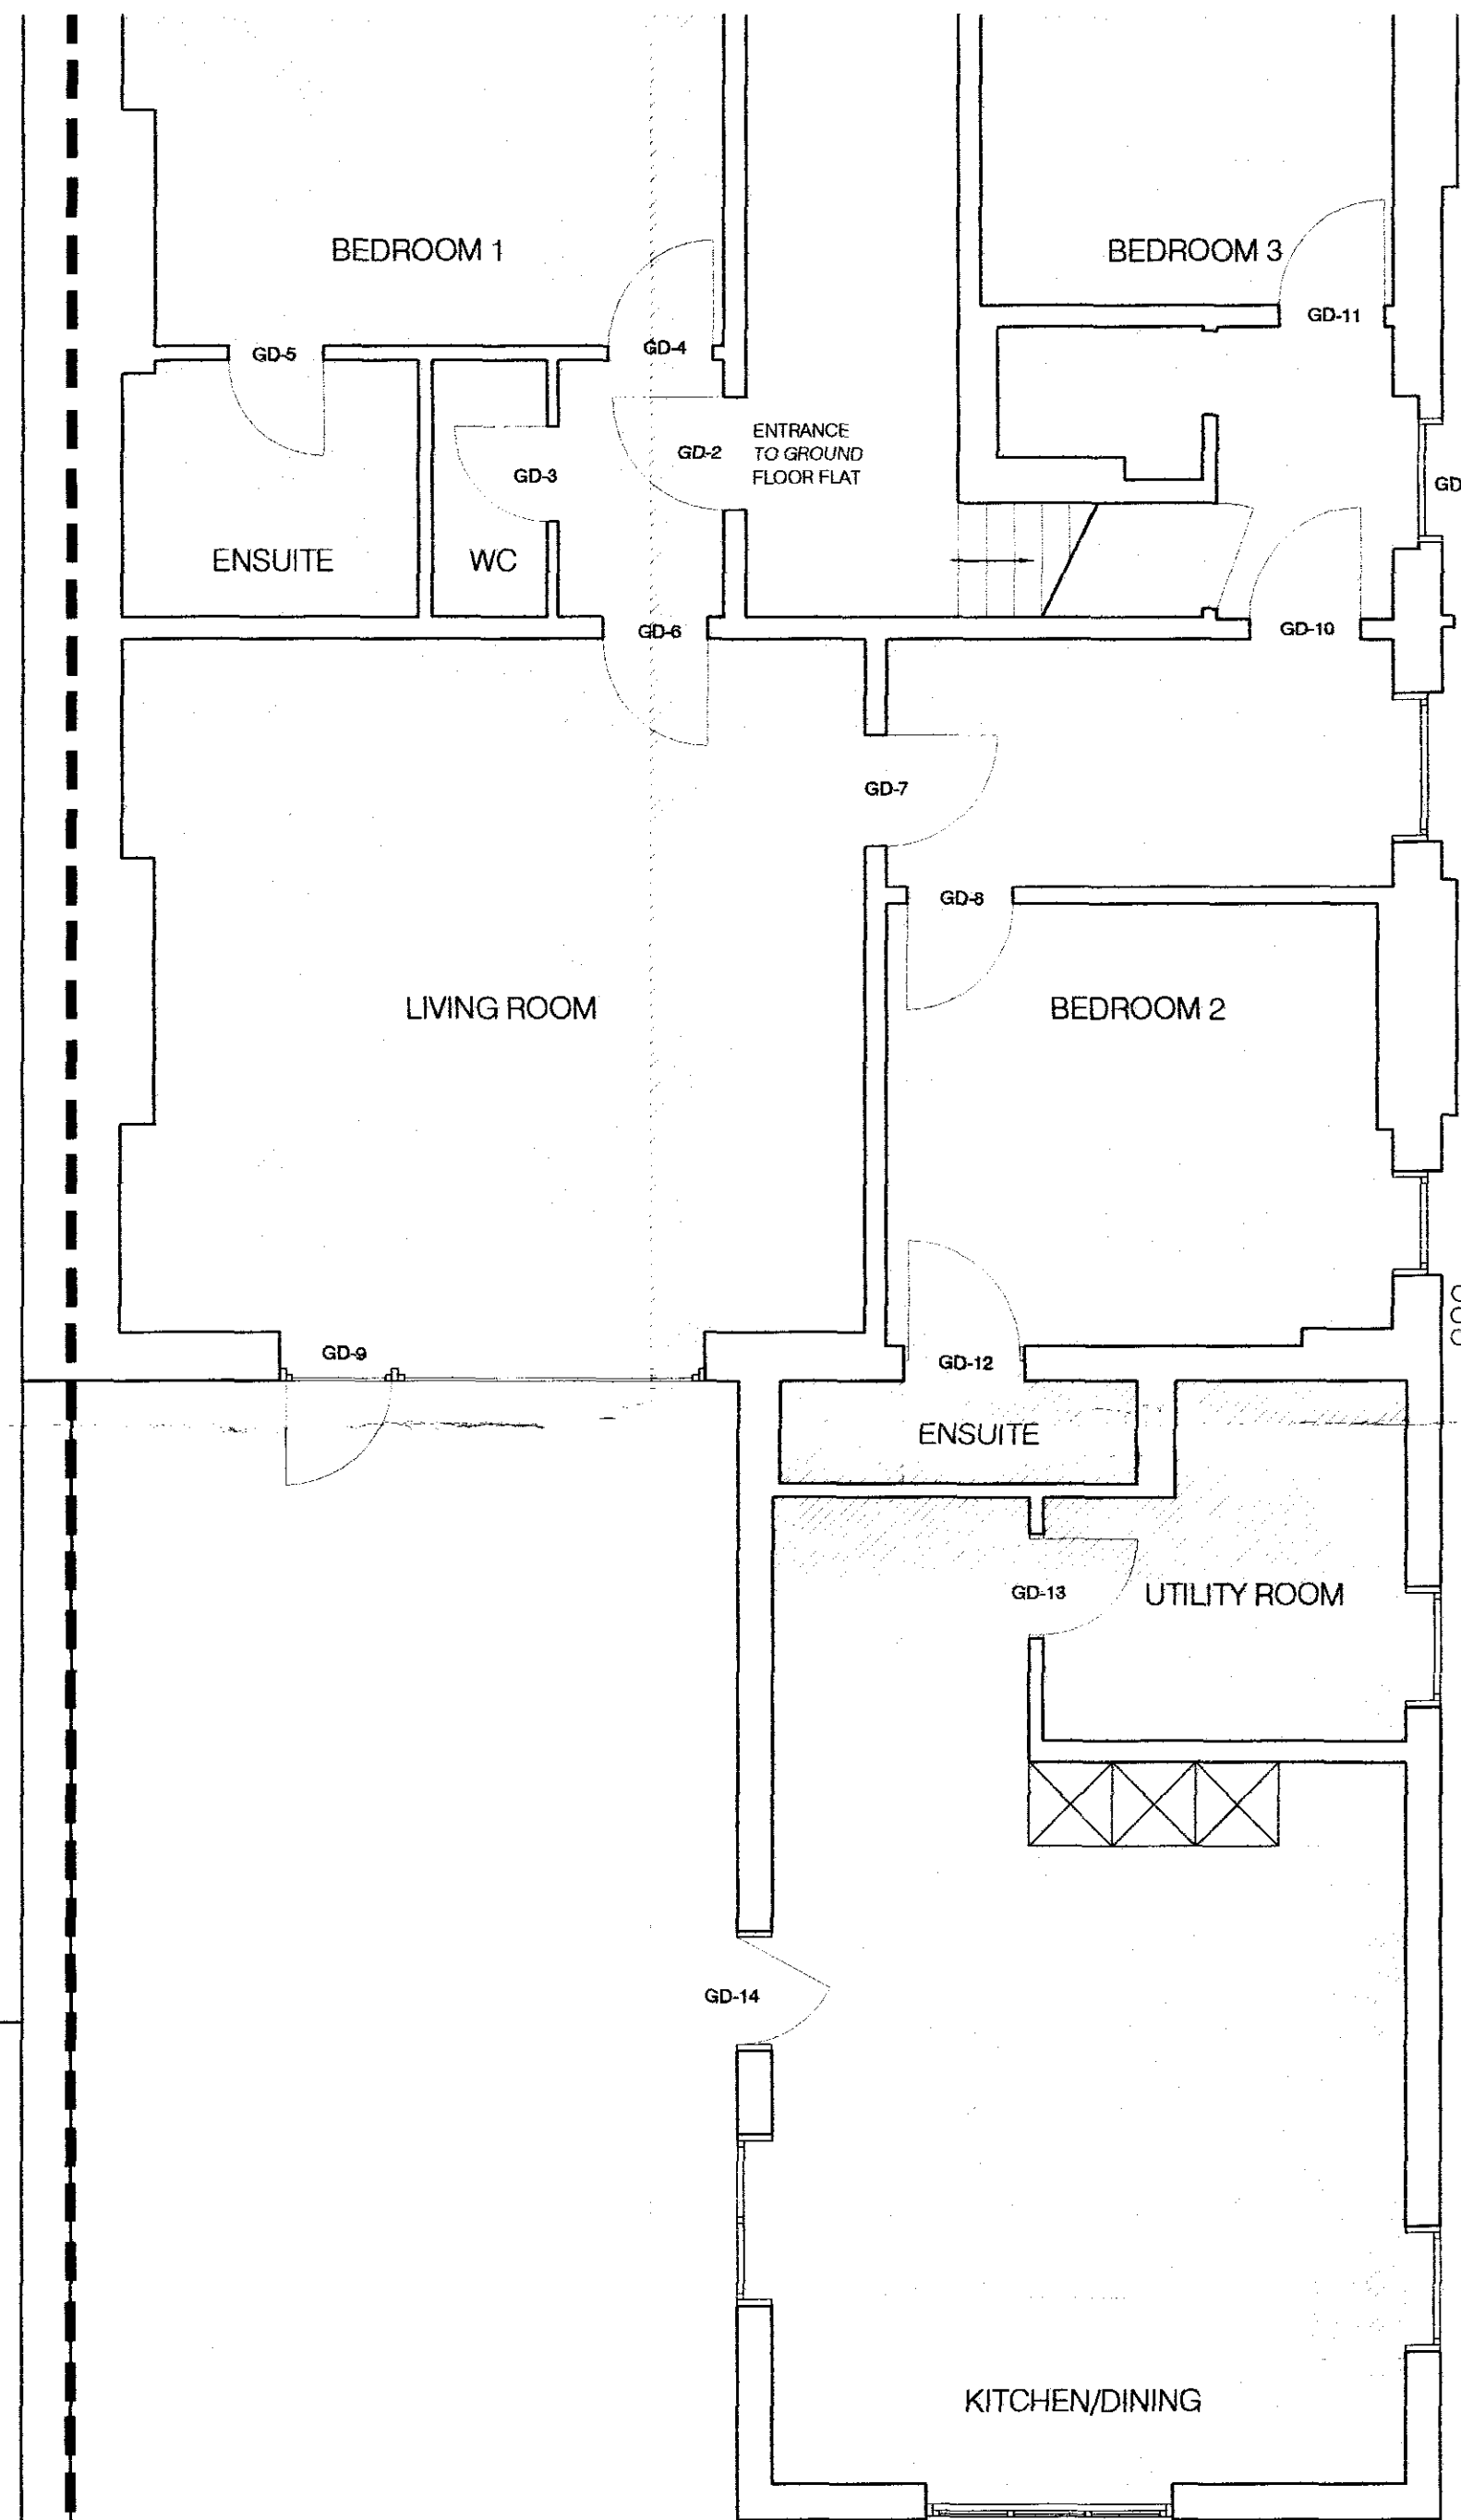 BEDROOM 1
BEDROOM 3
GD-11
GD-5
GD-4
ENTRANCE
TO GROUND
FLOOR FLAT
GD-2
GD-3
GD
ENSUITE
WC
GD-6
GD-10
GD-7
GD-8
LIVING ROOM
BEDROOM 2
GD-9
GD-12
ENSUITE
GD-13
UTILITY ROOM
GD-14
KITCHEN/DINING